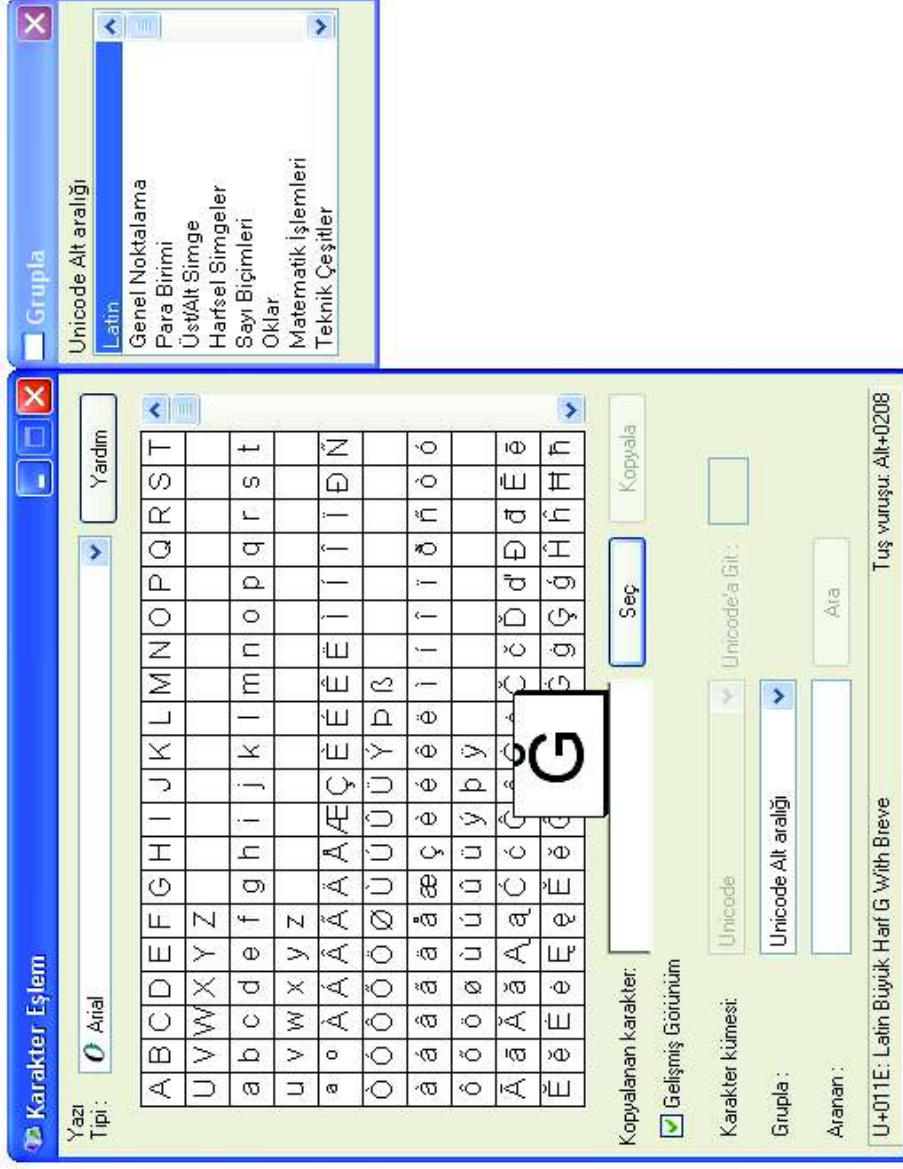 Karakter Eşlem
Yazı Tipi :
Arial
Yardım
A B C D E F G H I J K L M N O P Q R S T
U V W X Y Z
a b c d e f g h i j k l m n o p q r s t
u v w x y z
ª º À Á Â Ã Ä Å Æ Ç È É Ê Ë Ì Í Î Ï Ð Ñ
Ò Ó Ô Õ Ö Ø Ù Ú Û Ü Ý Þ ß
à á â ã ä å æ ç è é ê ë ì í î ï ð ñ ò ó
ô õ ö ø ù ú û ü ý þ ÿ
Ā ā Ă ă Ą ą Ć ć Č č Ď ď Đ đ Ē ē
Ĕ ĕ Ė ė Ę ę Ě ě Ġ ġ Ģ ģ Ĥ ĥ Ħ ħ
Ğ
Kopyalanan karakter:
Seç
Kopyala
Gelişmiş Görünüm
Karakter kümesi:
Unicode
Unicode'a Git :
Grupla :
Unicode Alt aralığı
Aranan :
Ara
U+011E: Latin Büyük Harf G With Breve
Tuş vuruşu: Alt+0208
Grupla
Unicode Alt aralığı
Latin
Genel Noktalama
Para Birimi
Üst/Alt Simge
Harfsel Simgeler
Sayı Biçimleri
Oklar
Matematik İşlemleri
Teknik Çeşitler